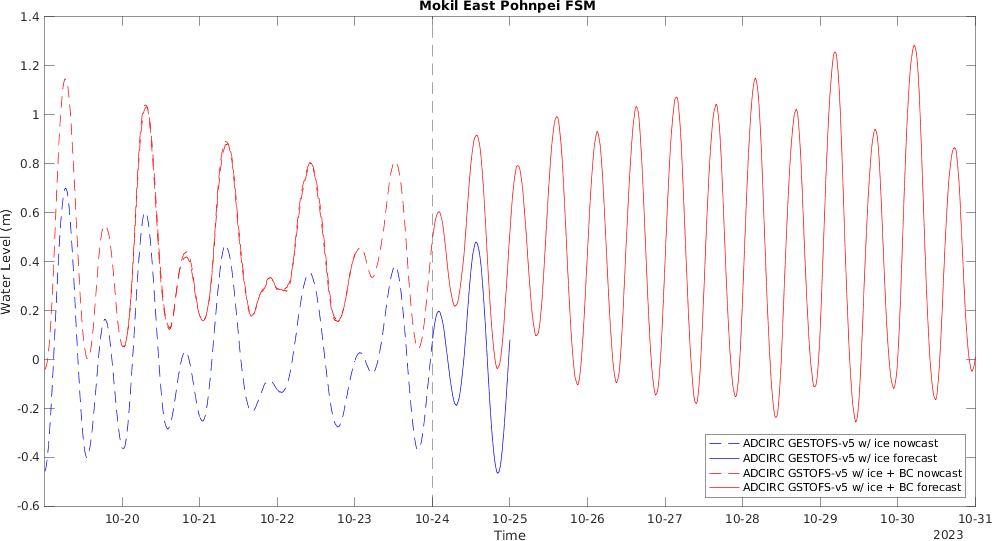 Mokil East Pohnpei FSM
1.4
1.2
1
0.8
0.6
0.4
0.2
0
-0.2
-0.4
-0.6
Water Level (m)
ADCIRC GESTOFS-v5 w/ ice nowcast
ADCIRC GESTOFS-v5 w/ ice forecast
ADCIRC GSTOFS-v5 w/ ice + BC nowcast
ADCIRC GSTOFS-v5 w/ ice + BC forecast
10-20 10-21 10-22 10-23 10-24 10-25 10-26 10-27 10-28 10-29 10-30 10-31
Time
2023